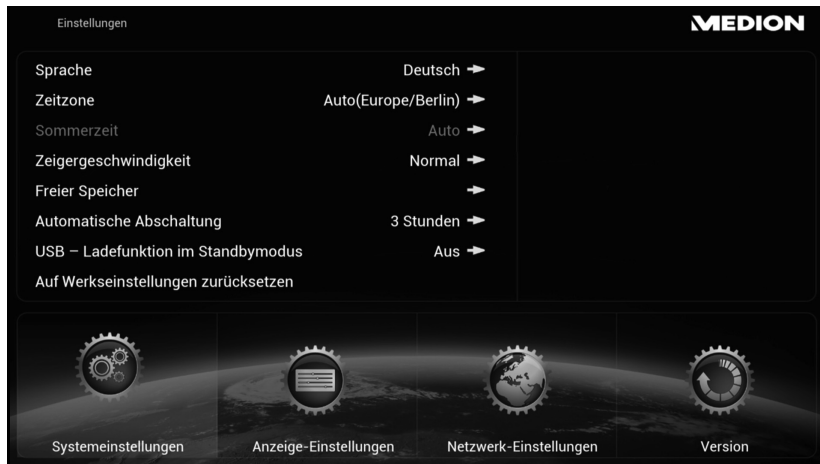 Einstellungen
MEDION
Sprache Deutsch
Zeitzone Auto(Europe/Berlin)
Sommerzeit Auto
Zeigergeschwindigkeit Normal
Freier Speicher
Automatische Abschaltung 3 Stunden
USB – Ladefunktion im Standbymodus Aus
Auf Werkseinstellungen zurücksetzen
Systemeinstellungen Anzeige-Einstellungen Netzwerk-Einstellungen Version